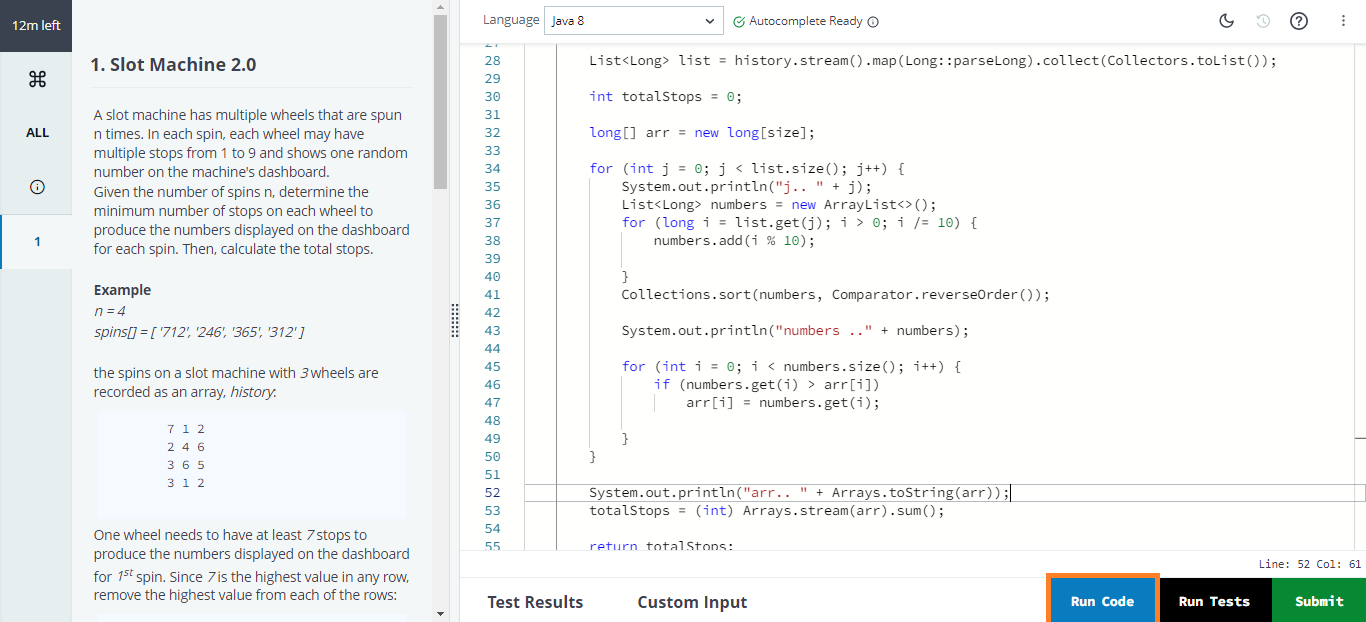 12m left
ALL
1
1. Slot Machine 2.0
A slot machine has multiple wheels that are spun
n times. In each spin, each wheel may have
multiple stops from 1 to 9 and shows one random
number on the machine's dashboard.
Given the number of spins n, determine the
minimum number of stops on each wheel to
produce the numbers displayed on the dashboard
for each spin. Then, calculate the total stops.
Example
n = 4
spins[] = [ '712', '246', '365', '312' ]
the spins on a slot machine with 3 wheels are
recorded as an array, history:
7 1 2
2 4 6
3 6 5
3 1 2
One wheel needs to have at least 7 stops to
produce the numbers displayed on the dashboard
for 1st spin. Since 7 is the highest value in any row,
remove the highest value from each of the rows:
Language Java 8 Autocomplete Ready
27
28 List<Long> list = history.stream().map(Long::parseLong).collect(Collectors.toList());
29
30 int totalStops = 0;
31
32 long[] arr = new long[size];
33
34 for (int j = 0; j < list.size(); j++) {
35 System.out.println("j.. " + j);
36 List<Long> numbers = new ArrayList<>();
37 for (long i = list.get(j); i > 0; i /= 10) {
38 numbers.add(i % 10);
39
40 }
41 Collections.sort(numbers, Comparator.reverseOrder());
42
43 System.out.println("numbers .." + numbers);
44
45 for (int i = 0; i < numbers.size(); i++) {
46 if (numbers.get(i) > arr[i])
47 arr[i] = numbers.get(i);
48
49 }
50 }
51
52 System.out.println("arr.. " + Arrays.toString(arr));
53 totalStops = (int) Arrays.stream(arr).sum();
54
55 return totalStops;
Line: 52 Col: 61
Test Results Custom Input Run Code Run Tests Submit